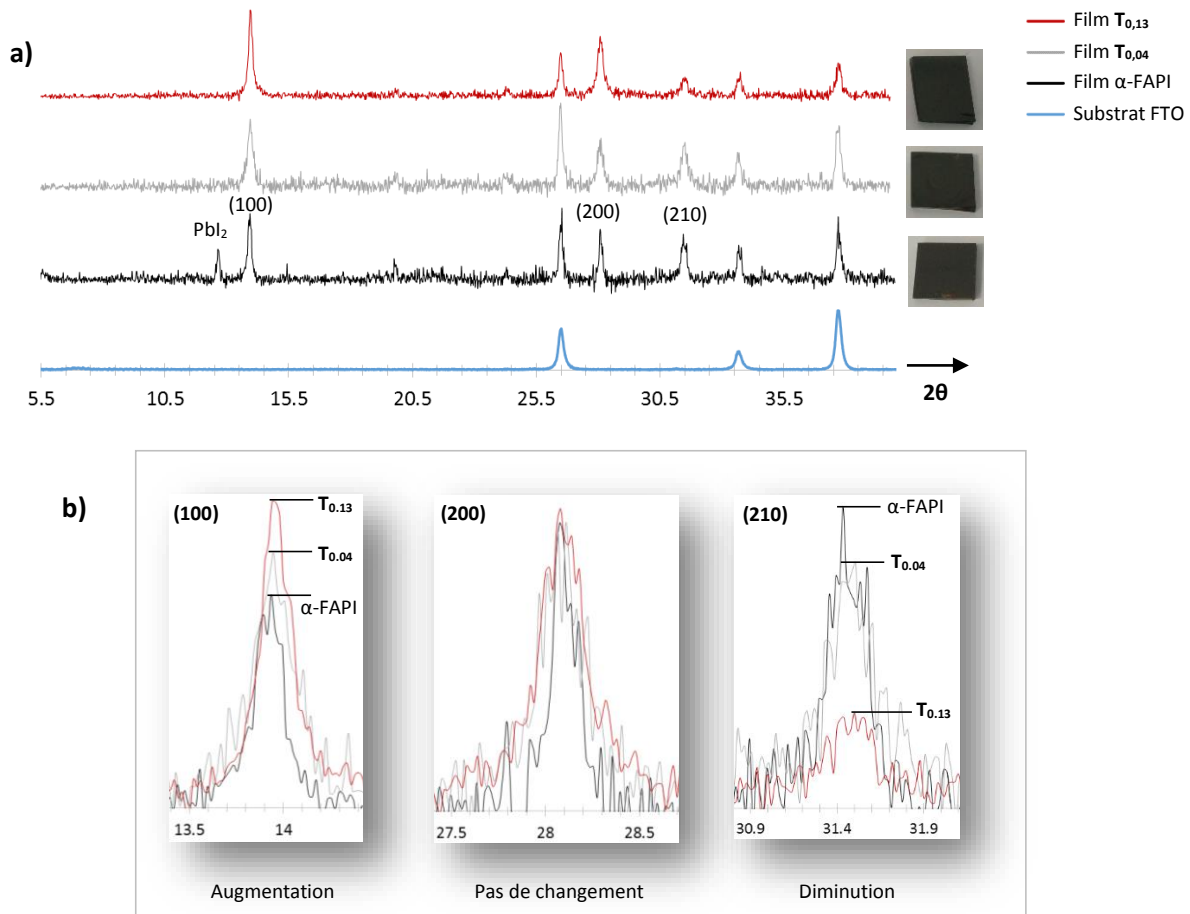 a)
Film T0,13
Film T0,04
Film α-FAPI
Substrat FTO
PbI2
(100)
(200)
(210)
5.5 10.5 15.5 20.5 25.5 30.5 35.5
2θ
b)
(100)
T0.13
T0.04
α-FAPI
13.5 14
Augmentation
(200)
27.5 28 28.5
Pas de changement
(210)
α-FAPI
T0.04
T0.13
30.9 31.4 31.9
Diminution